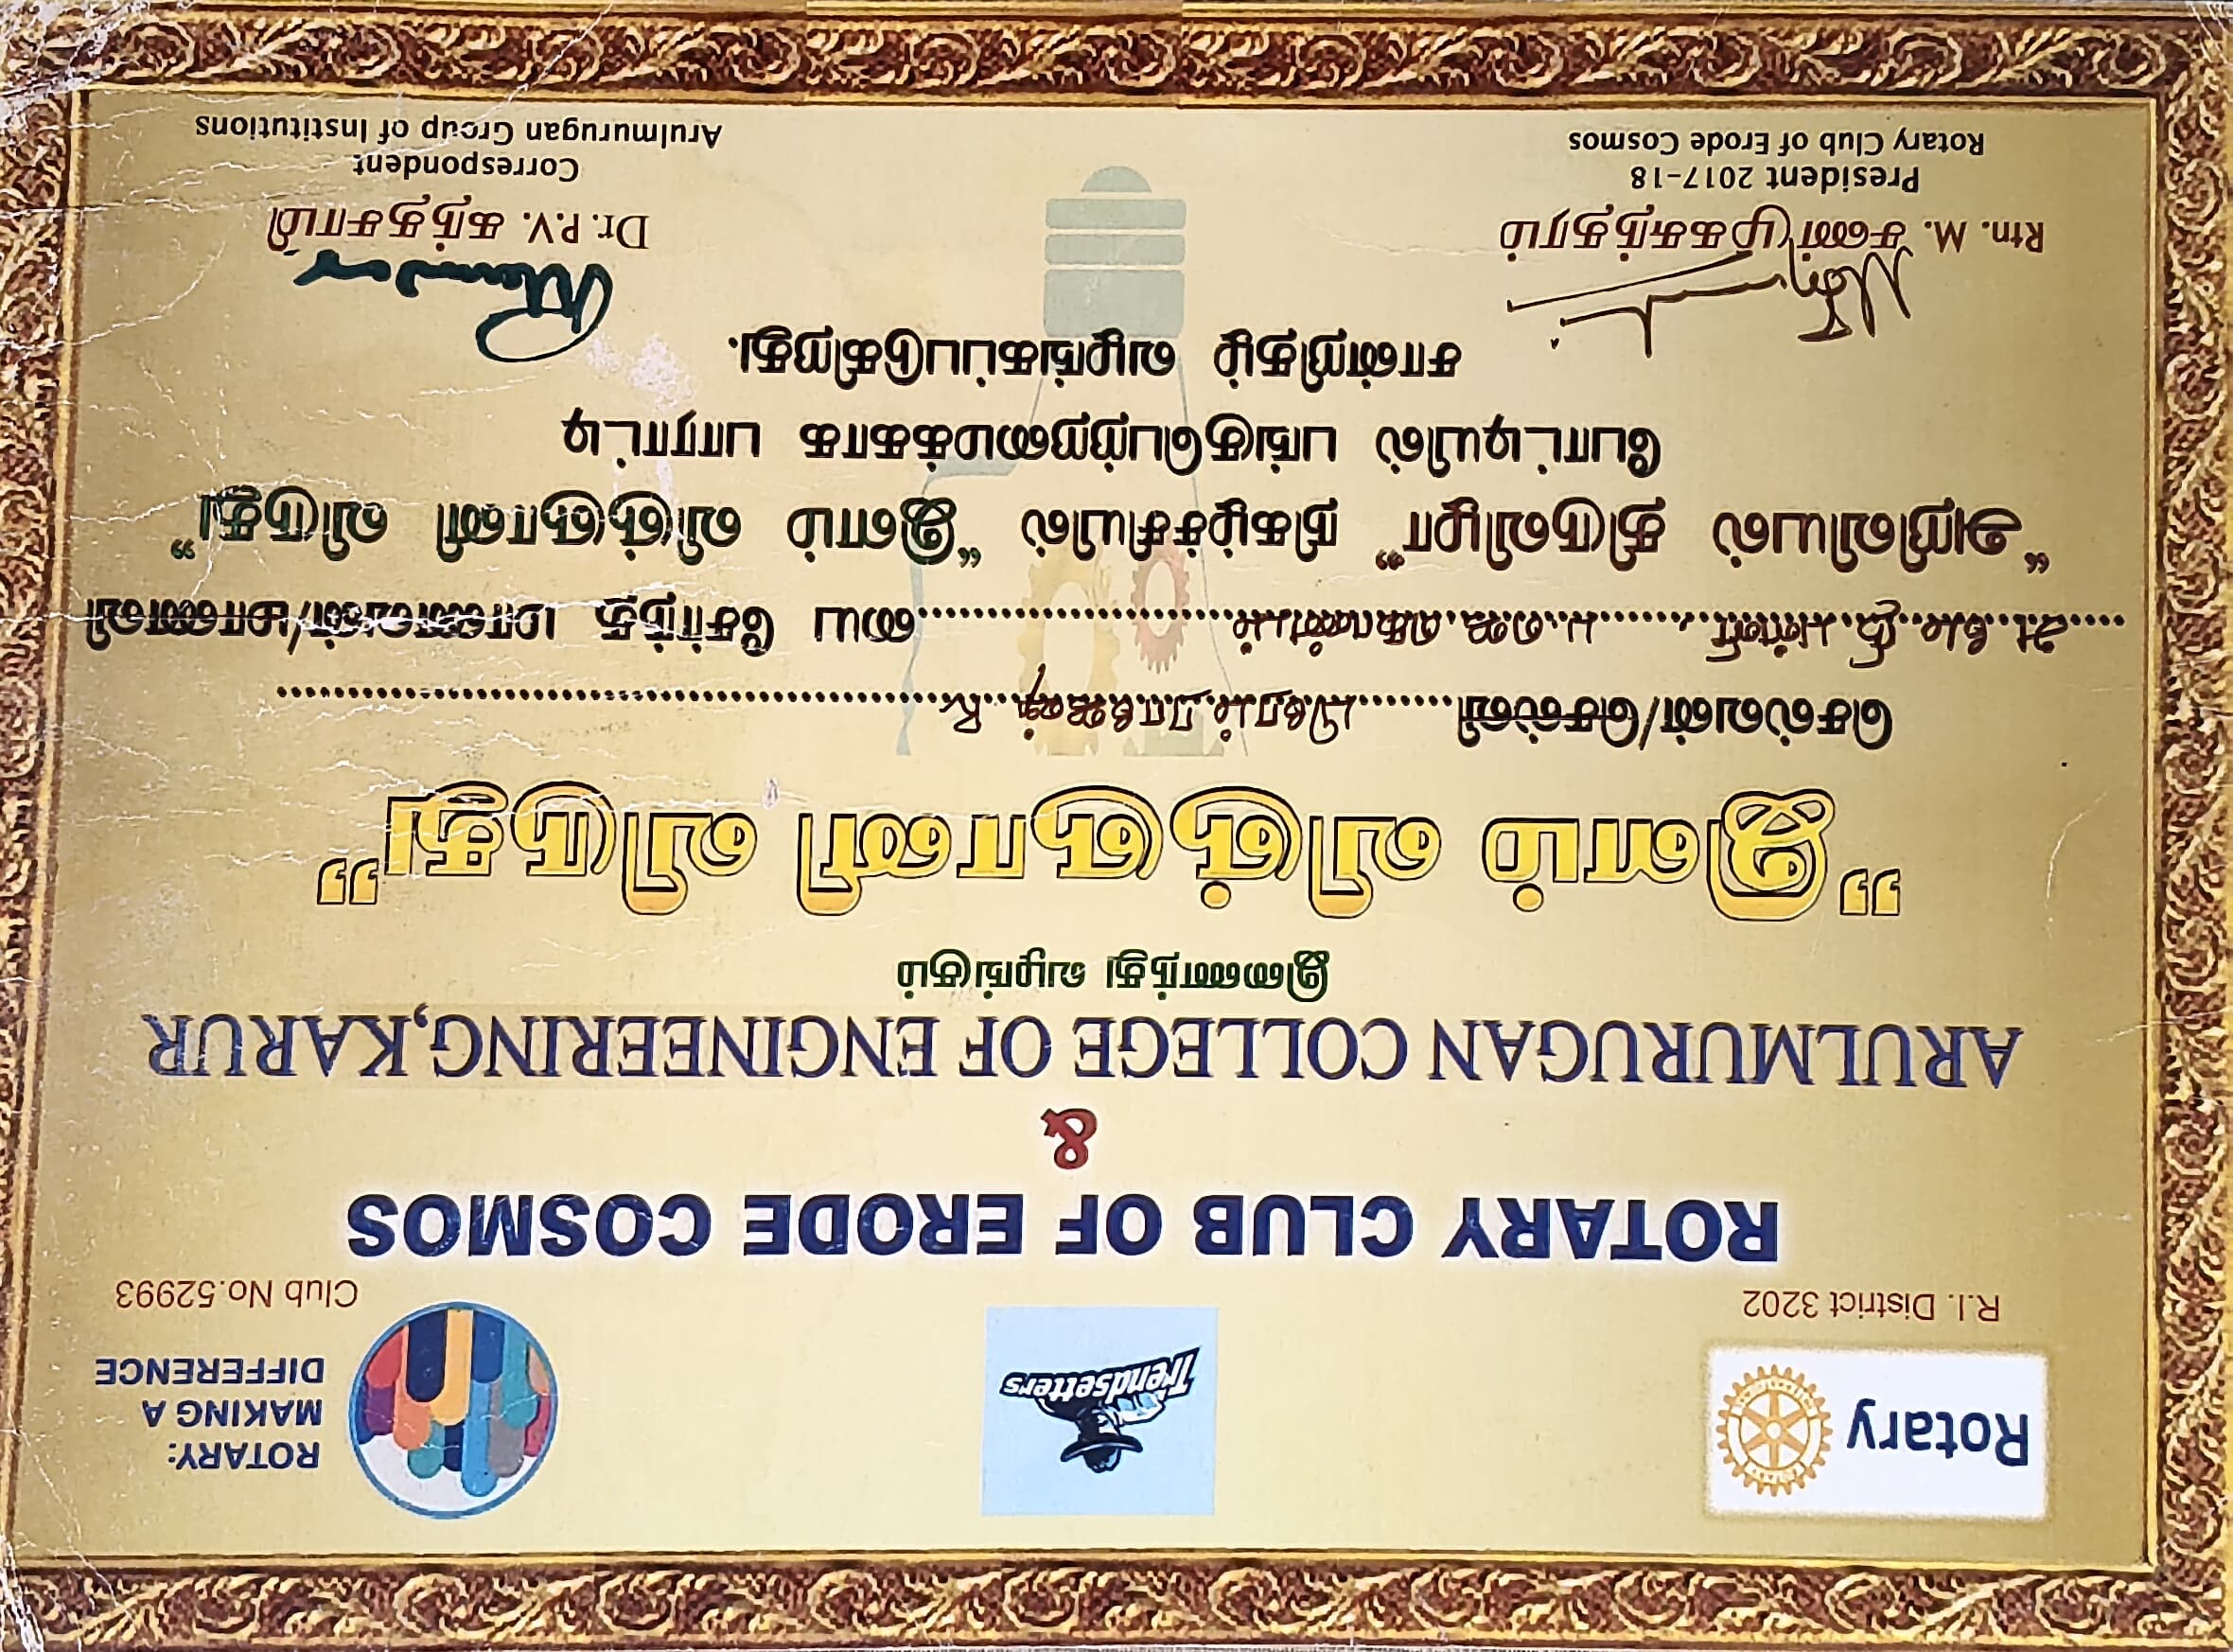 Rotary
R.I. District 3202
Trendsetters
ROTARY:
MAKING A
DIFFERENCE
Club No.52993
ROTARY CLUB OF ERODE COSMOS
&
ARULMURUGAN COLLEGE OF ENGINEERING,KARUR
இணைந்து வழங்கும்
”இளம் விஞ்ஞானி விருது”
செல்வன்/செல்வி.......பிரேம் ராஜேஷ் R.
அ.மே.நி.பள்ளி யை சேர்ந்த மாணவன்/மாணவி
“அறிவியல் திருவிழா” நிகழ்ச்சியில் “இளம் விஞ்ஞானி விருது”
போட்டியில் பங்குபெற்றமைக்காக பாராட்டி
சான்றிதழ் வழங்கப்படுகிறது.
Rtn. M. சண்முகசுந்தரம்
President 2017-18
Rotary Club of Erode Cosmos
Dr. P.V. கந்தசாமி
Correspondent
Arulmurugan Group of Institutions